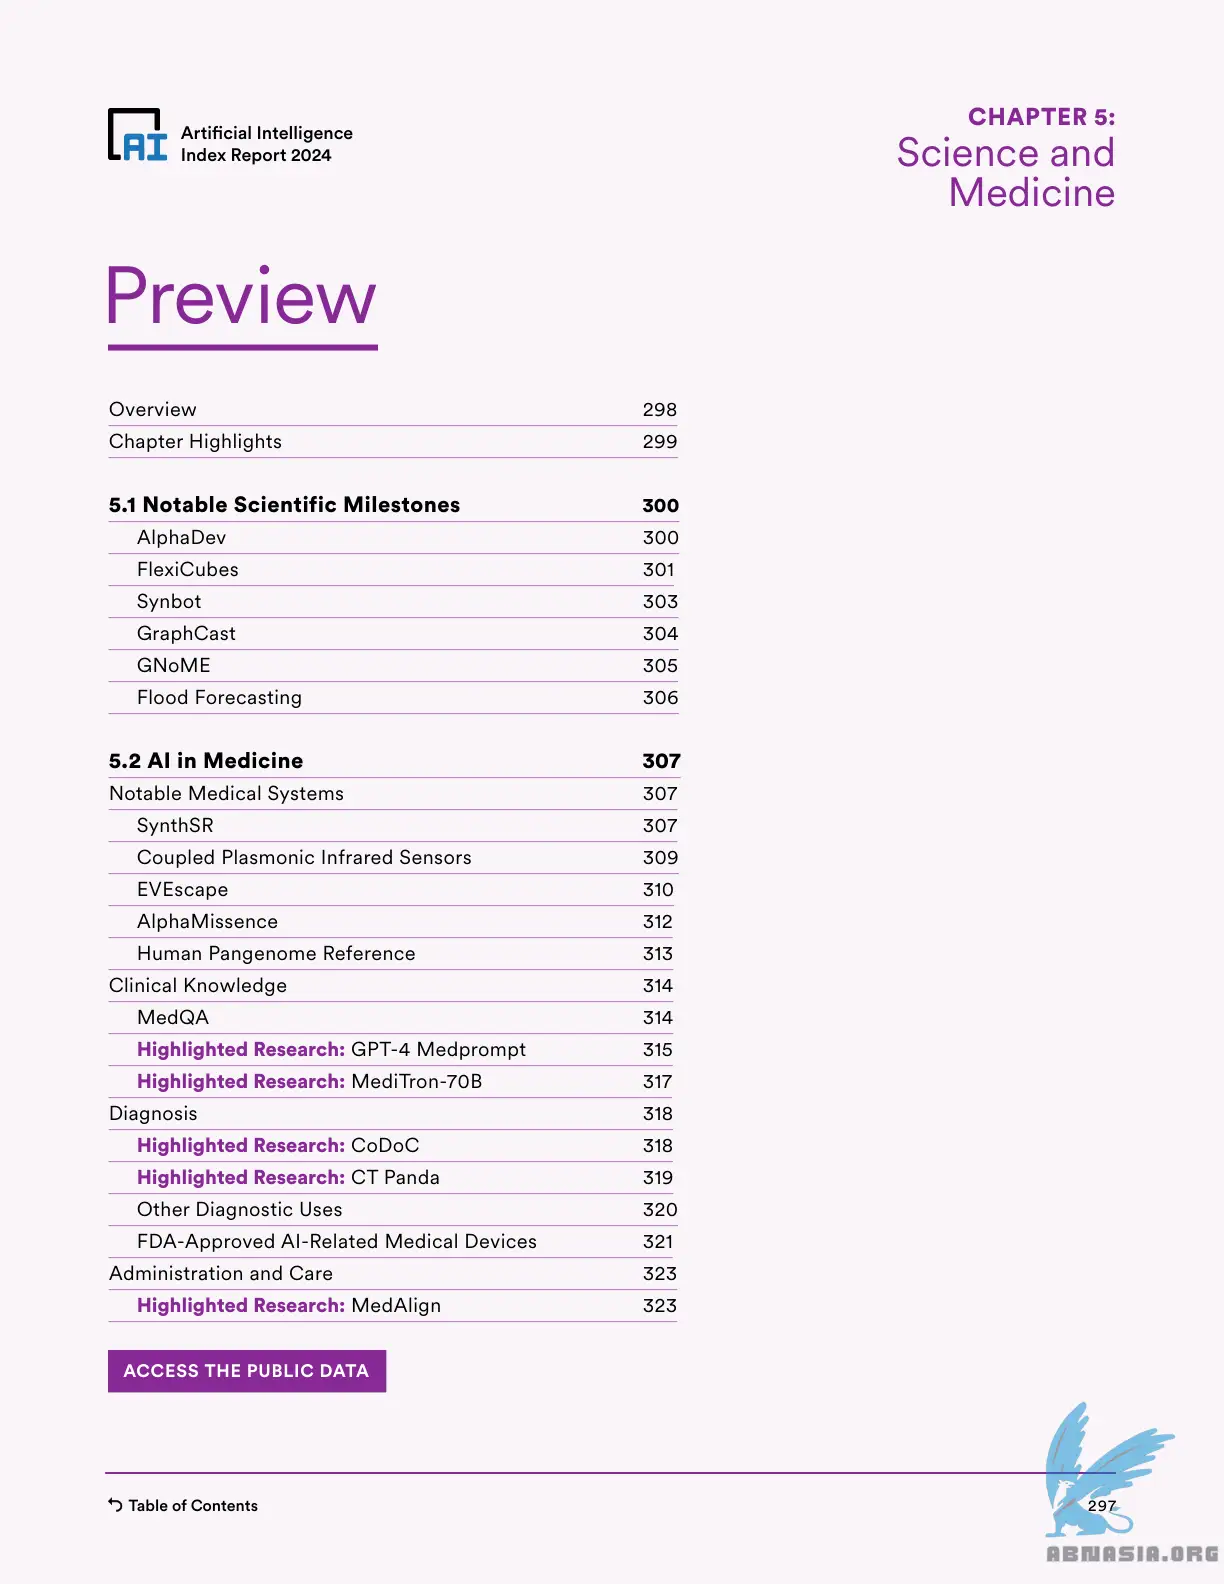 AI
Artificial Intelligence
Index Report 2024
CHAPTER 5:
Science and
Medicine
Preview
Overview 298
Chapter Highlights 299
5.1 Notable Scientific Milestones 300
AlphaDev 300
FlexiCubes 301
Synbot 303
GraphCast 304
GNoME 305
Flood Forecasting 306
5.2 AI in Medicine 307
Notable Medical Systems 307
SynthSR 307
Coupled Plasmonic Infrared Sensors 309
EVEscape 310
AlphaMissence 312
Human Pangenome Reference 313
Clinical Knowledge 314
MedQA 314
Highlighted Research: GPT-4 Medprompt 315
Highlighted Research: MediTron-70B 317
Diagnosis 318
Highlighted Research: CoDoC 318
Highlighted Research: CT Panda 319
Other Diagnostic Uses 320
FDA-Approved AI-Related Medical Devices 321
Administration and Care 323
Highlighted Research: MedAlign 323
ACCESS THE PUBLIC DATA
Table of Contents
297
ABNASIA.ORG